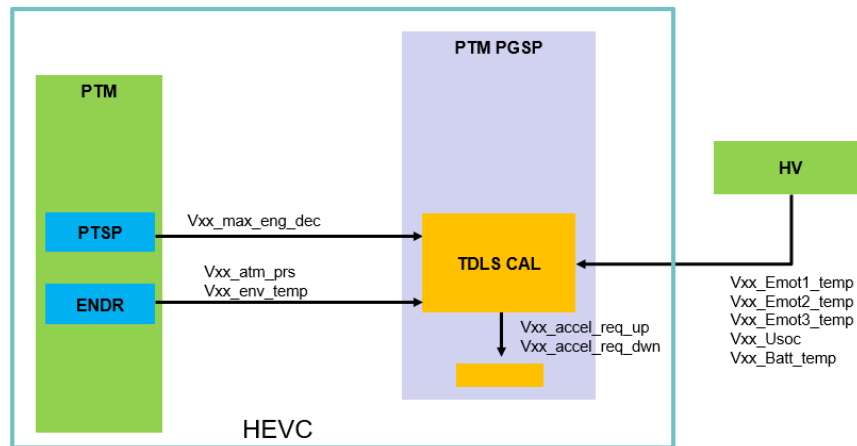 PTM PGSP
PTM
HV
PTSP
Vxx_max_eng_dec
TDLS CAL
Vxx_atm_prs
Vxx_env_temp
ENDR
Vxx_Emot1_temp
Vxx_Emot2_temp
Vxx_Emot3_temp
Vxx_Usoc
Vxx_Batt_temp
Vxx_accel_req_up
Vxx_accel_req_dwn
HEVC